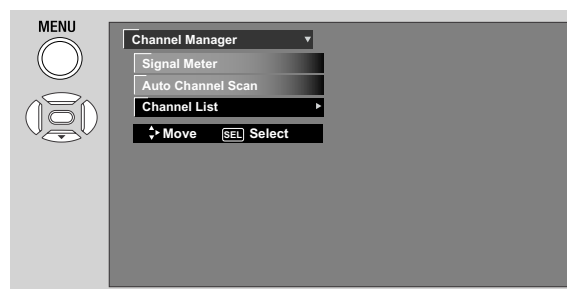 MENU
Channel Manager
Signal Meter
Auto Channel Scan
Channel List
Move SEL Select